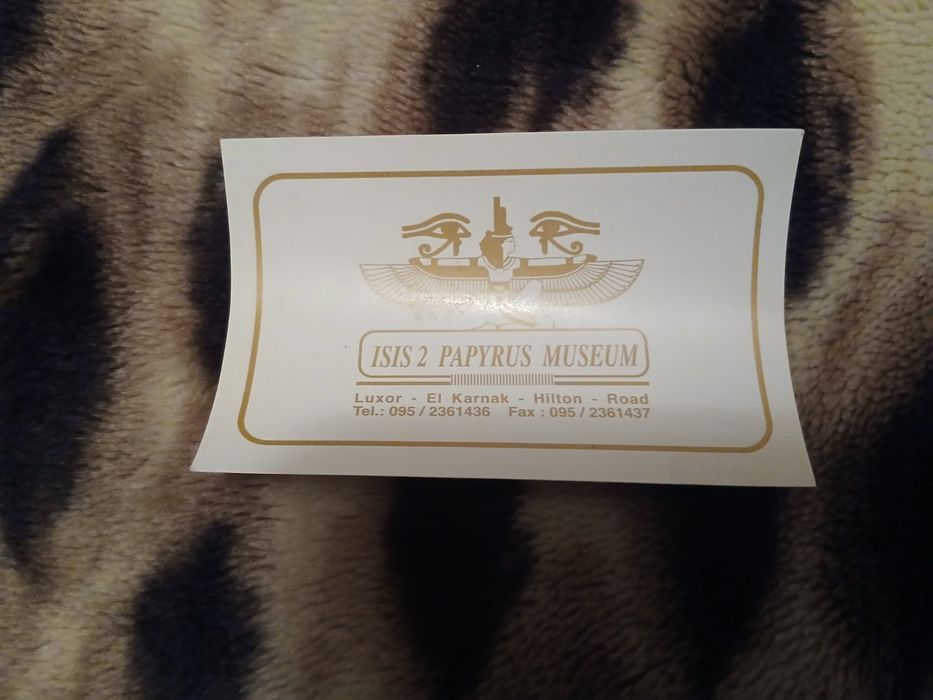 ISIS 2 PAPYRUS MUSEUM
Luxor - El Karnak - Hilton - Road
Tel.: 095 / 2361436 Fax : 095 / 2361437